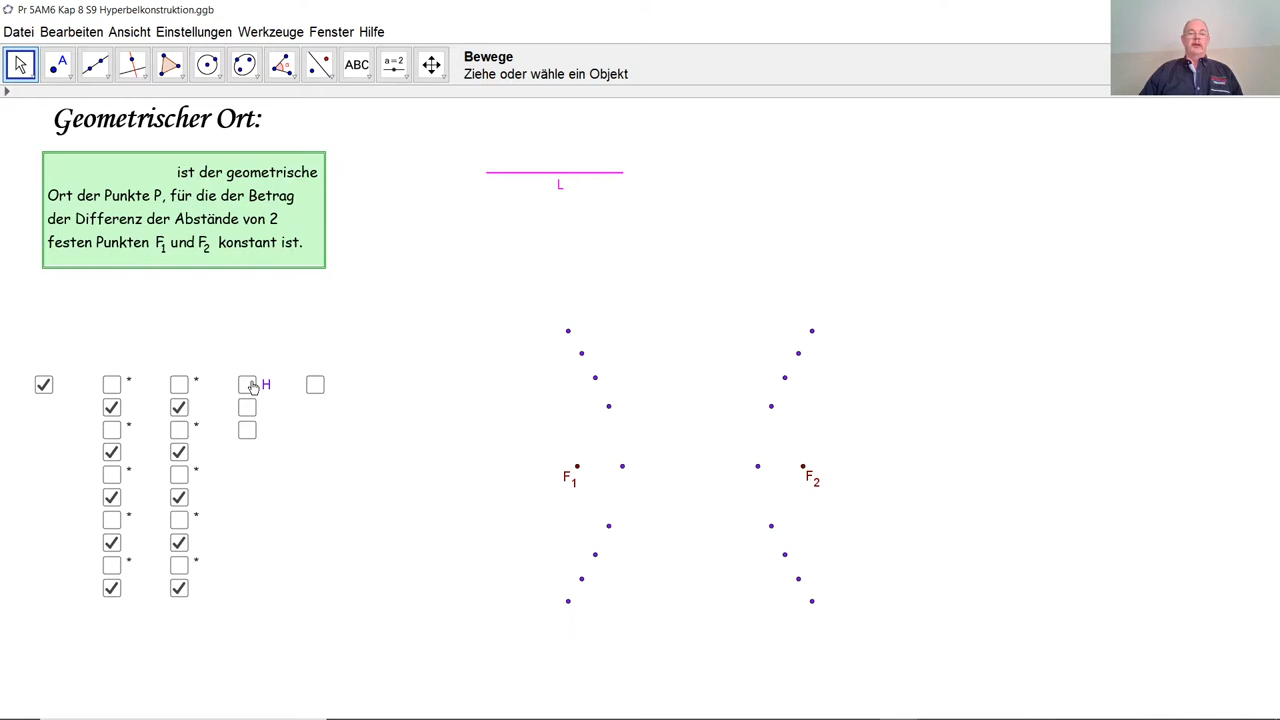 Pr 5AM6 Kap 8 S9 Hyperbelkonstruktion.ggb
Datei Bearbeiten Ansicht Einstellungen Werkzeuge Fenster Hilfe
A
ABC
a=2
Bewege
Ziehe oder wähle ein Objekt
Geometrischer Ort:
ist der geometrische
Ort der Punkte P, für die der Betrag
der Differenz der Abstände von 2
festen Punkten F1 und F2 konstant ist.
L
* * H
* *
* *
* *
* *
F1
F2